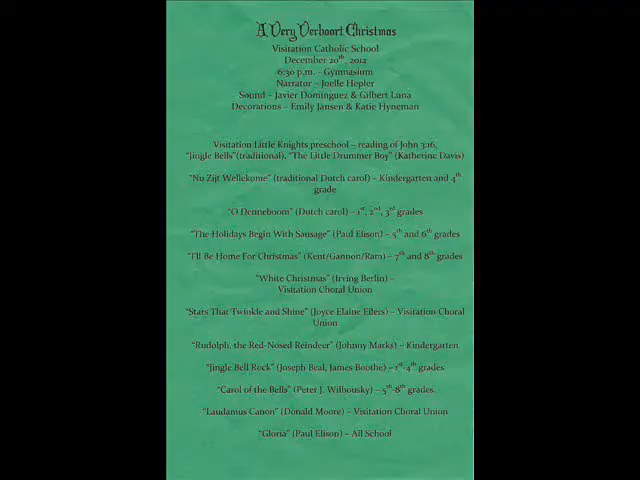 A Very Verboort Christmas
Visitation Catholic School
December 20th, 2012
6:30 p.m. - Gymnasium
Narrator – Joelle Hepler
Sound – Javier Dominguez & Gilbert Luna
Decorations – Emily Jansen & Katie Hyneman
Visitation Little Knights preschool – reading of John 3:16,
"Jingle Bells"(traditional), "The Little Drummer Boy" (Katherine Davis)
"Nu Zijt Wellekome" (traditional Dutch carol) – Kindergarten and 4th
grade
"O Denneboom" (Dutch carol) – 1st, 2nd, 3rd grades
"The Holidays Begin With Sausage" (Paul Elison) – 5th and 6th grades
"I'll Be Home For Christmas" (Kent/Gannon/Ram) – 7th and 8th grades
"White Christmas" (Irving Berlin) –
Visitation Choral Union
"Stars That Twinkle and Shine" (Joyce Elaine Eilers) – Visitation Choral
Union
"Rudolph, the Red-Nosed Reindeer" (Johnny Marks) – Kindergarten
"Jingle Bell Rock" (Joseph Beal, James Boothe) – 1st-4th grades
"Carol of the Bells" (Peter J. Wilhousky) – 5th-8th grades
"Laudamus Canon" (Donald Moore) – Visitation Choral Union
"Gloria" (Paul Elison) – All School